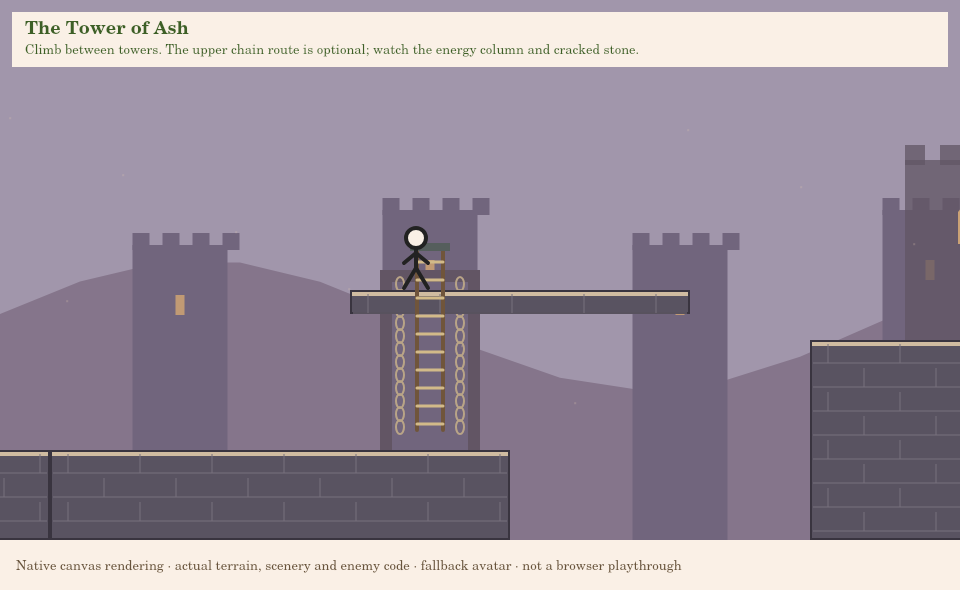 The Tower of Ash
Climb between towers. The upper chain route is optional; watch the energy column and cracked stone.
Native canvas rendering · actual terrain, scenery and enemy code · fallback avatar · not a browser playthrough